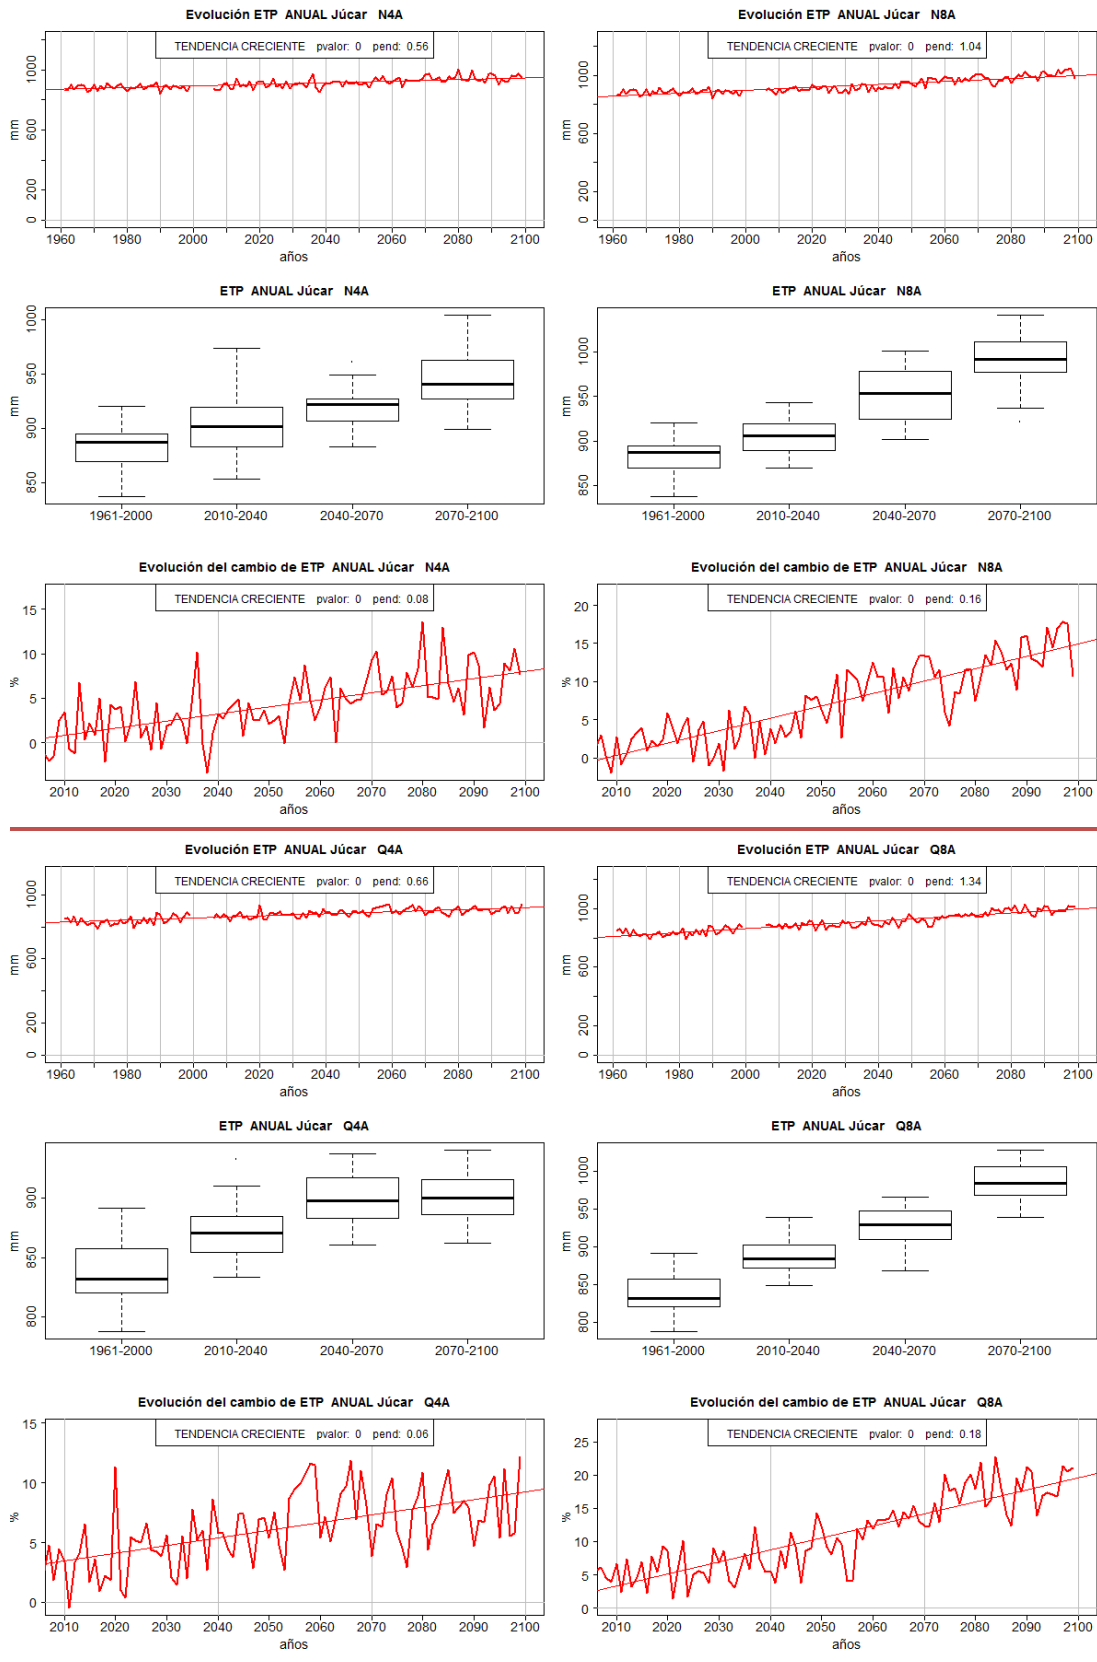 Evolución ETP ANUAL Júcar N4A
TENDENCIA CRECIENTE pvalor: 0 pend: 0.56
mm
0 200 600 1000
1960 1980 2000 2020 2040 2060 2080 2100
años
Evolución ETP ANUAL Júcar N8A
TENDENCIA CRECIENTE pvalor: 0 pend: 1.04
mm
0 200 600 1000
1960 1980 2000 2020 2040 2060 2080 2100
años
ETP ANUAL Júcar N4A
mm
850 900 950 1000
1961-2000 2010-2040 2040-2070 2070-2100
ETP ANUAL Júcar N8A
mm
850 900 950 1000
1961-2000 2010-2040 2040-2070 2070-2100
Evolución del cambio de ETP ANUAL Júcar N4A
TENDENCIA CRECIENTE pvalor: 0 pend: 0.08
%
15
10
5
0
2010 2020 2030 2040 2050 2060 2070 2080 2090 2100
años
Evolución del cambio de ETP ANUAL Júcar N8A
TENDENCIA CRECIENTE pvalor: 0 pend: 0.16
%
20
15
10
5
0
2010 2020 2030 2040 2050 2060 2070 2080 2090 2100
años
Evolución ETP ANUAL Júcar Q4A
TENDENCIA CRECIENTE pvalor: 0 pend: 0.66
mm
0 200 600 1000
1960 1980 2000 2020 2040 2060 2080 2100
años
Evolución ETP ANUAL Júcar Q8A
TENDENCIA CRECIENTE pvalor: 0 pend: 1.34
mm
0 200 600 1000
1960 1980 2000 2020 2040 2060 2080 2100
años
ETP ANUAL Júcar Q4A
mm
800 850 900
1961-2000 2010-2040 2040-2070 2070-2100
ETP ANUAL Júcar Q8A
mm
800 850 900 950 1000
1961-2000 2010-2040 2040-2070 2070-2100
Evolución del cambio de ETP ANUAL Júcar Q4A
TENDENCIA CRECIENTE pvalor: 0 pend: 0.06
%
15
10
5
0
2010 2020 2030 2040 2050 2060 2070 2080 2090 2100
años
Evolución del cambio de ETP ANUAL Júcar Q8A
TENDENCIA CRECIENTE pvalor: 0 pend: 0.18
%
25
20
15
10
5
0
2010 2020 2030 2040 2050 2060 2070 2080 2090 2100
años